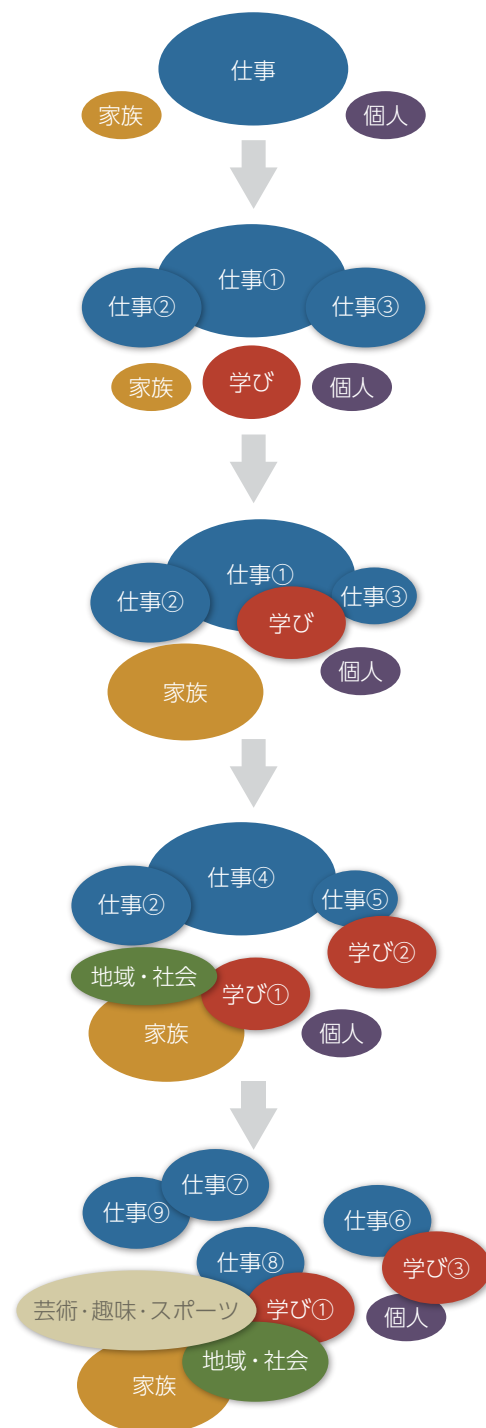 仕事
家族
個人
仕事①
仕事②
仕事③
家族
学び
個人
仕事①
仕事②
仕事③
学び
個人
家族
仕事④
仕事②
仕事⑤
学び②
地域・社会
学び①
家族
個人
仕事⑦
仕事⑨
仕事⑥
仕事⑧
学び③
芸術・趣味・スポーツ
学び①
個人
地域・社会
家族